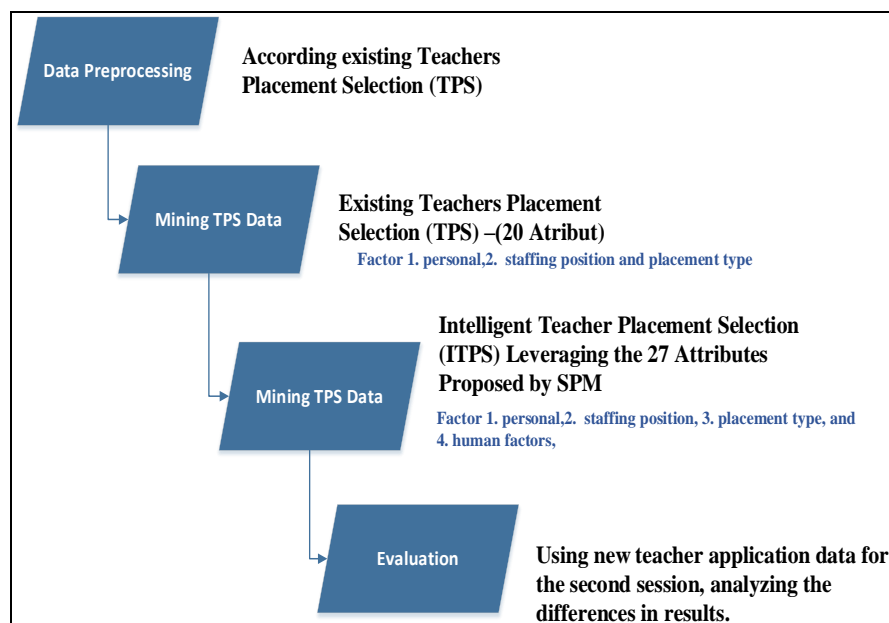 Data Preprocessing
According existing Teachers
Placement Selection (TPS)
Mining TPS Data
Existing Teachers Placement
Selection (TPS) –(20 Atribut)
Factor 1. personal,2. staffing position and placement type
Mining TPS Data
Intelligent Teacher Placement Selection
(ITPS) Leveraging the 27 Attributes
Proposed by SPM
Factor 1. personal,2. staffing position, 3. placement type, and
4. human factors,
Evaluation
Using new teacher application data for
the second session, analyzing the
differences in results.